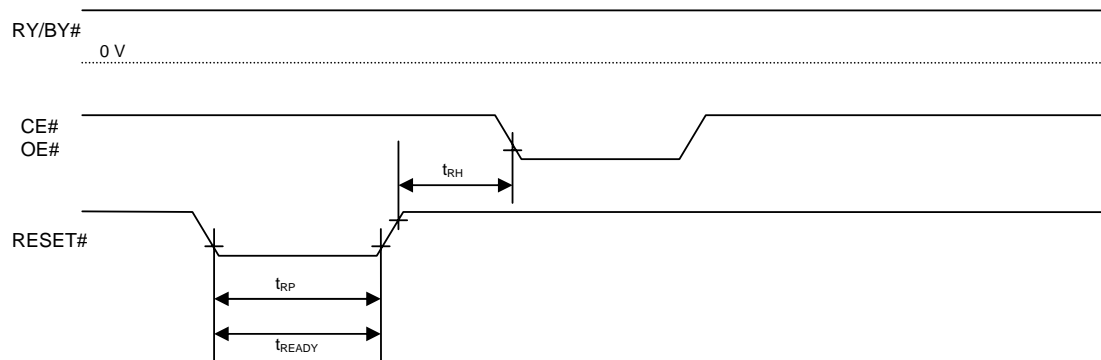 RY/BY#
0 V
CE#
OE#
tRH
RESET#
tRP
tREADY